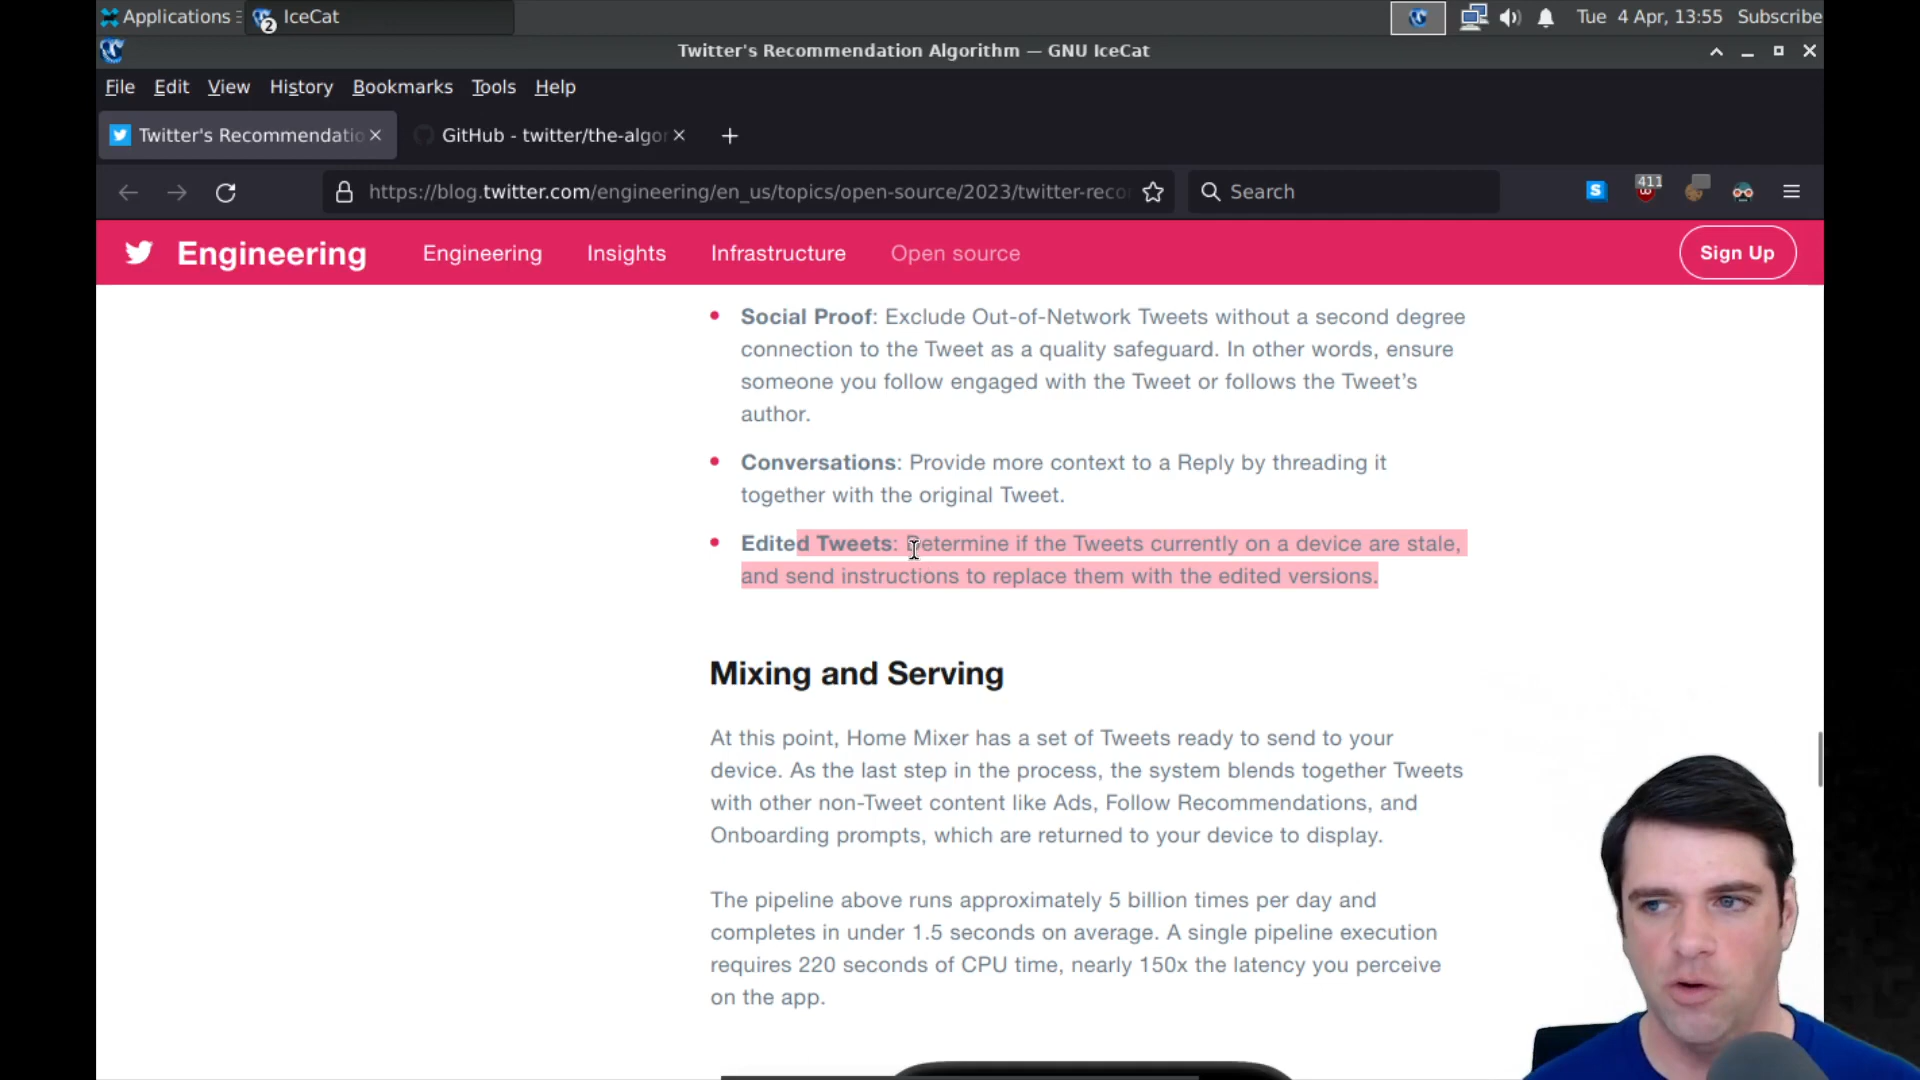 Applications
2
IceCat
Tue 4 Apr, 13:55
Subscribe
Twitter's Recommendation Algorithm — GNU IceCat
File Edit View History Bookmarks Tools Help
Twitter's Recommendatio
GitHub - twitter/the-algor
https://blog.twitter.com/engineering/en_us/topics/open-source/2023/twitter-reco
Search
S
411
Engineering
Engineering
Insights
Infrastructure
Open source
Sign Up
Social Proof: Exclude Out-of-Network Tweets without a second degree
connection to the Tweet as a quality safeguard. In other words, ensure
someone you follow engaged with the Tweet or follows the Tweet’s
author.
Conversations: Provide more context to a Reply by threading it
together with the original Tweet.
Edited Tweets: Determine if the Tweets currently on a device are stale,
and send instructions to replace them with the edited versions.
Mixing and Serving
At this point, Home Mixer has a set of Tweets ready to send to your
device. As the last step in the process, the system blends together Tweets
with other non-Tweet content like Ads, Follow Recommendations, and
Onboarding prompts, which are returned to your device to display.
The pipeline above runs approximately 5 billion times per day and
completes in under 1.5 seconds on average. A single pipeline execution
requires 220 seconds of CPU time, nearly 150x the latency you perceive
on the app.